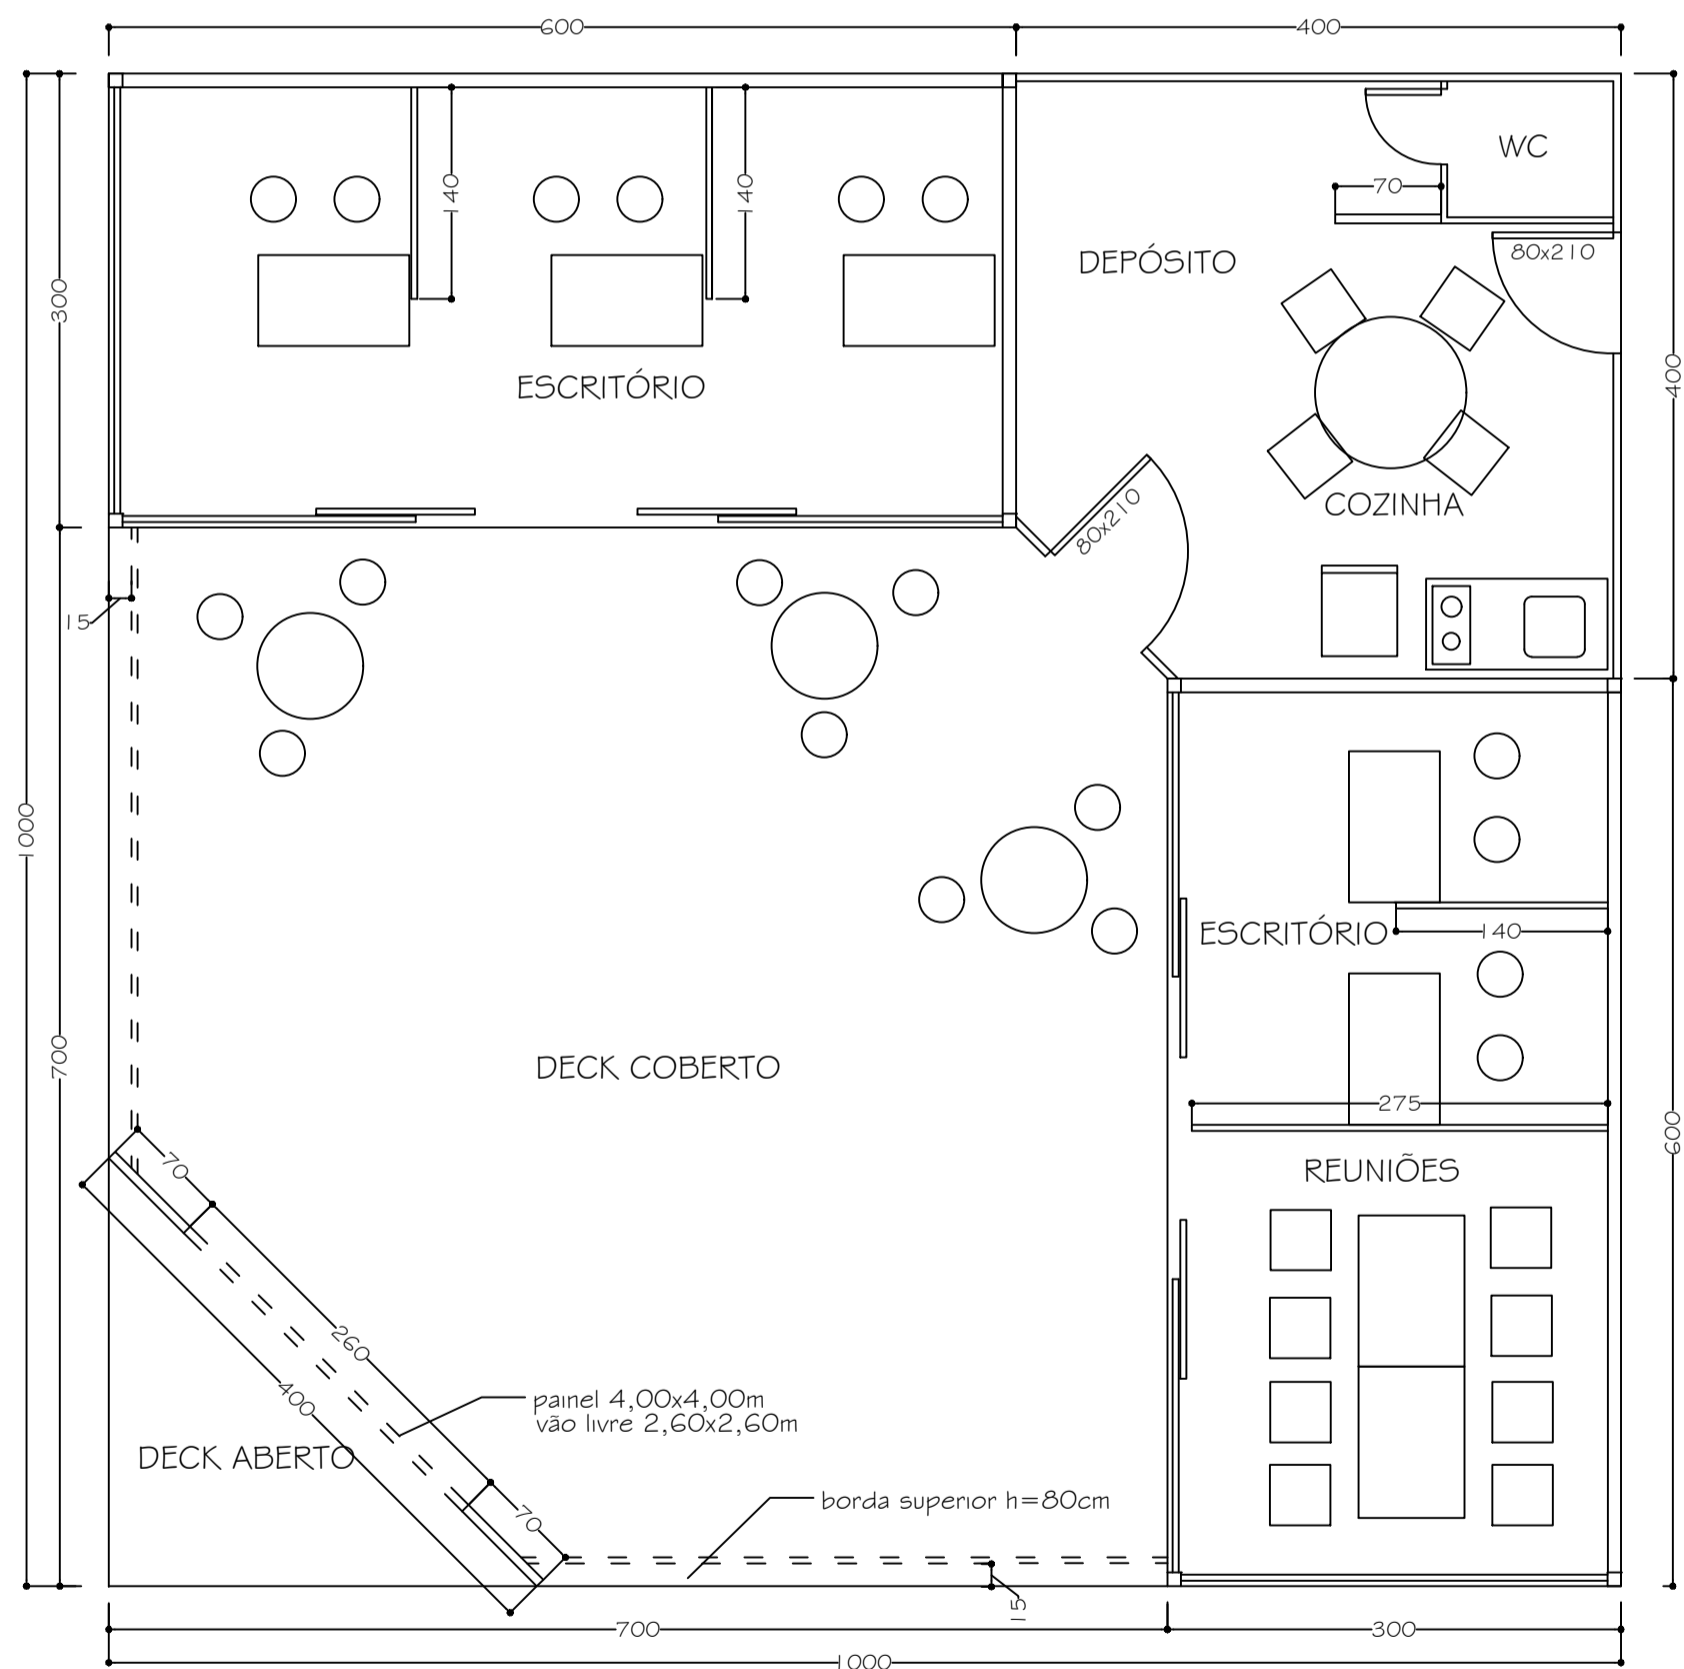 600
400
WC
140
140
70
DEPÓSITO
80x210
300
400
ESCRITÓRIO
80x210
COZINHA
15
1000
ESCRITÓRIO
140
700
DECK COBERTO
275
600
70
REUNIÕES
260
400
painel 4,00x4,00m
vão livre 2,60x2,60m
DECK ABERTO
borda superior h=80cm
70
15
700
300
1000